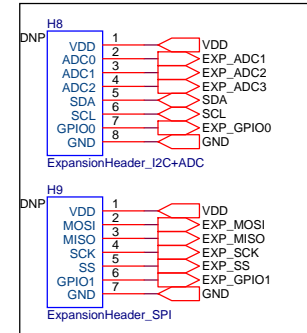 H8
DNP
VDD 1 VDD
ADC0 2 EXP_ADC1
ADC1 3 EXP_ADC2
ADC2 4 EXP_ADC3
SDA 5 SDA
SCL 6 SCL
GPIO0 7 EXP_GPIO0
GND 8 GND
ExpansionHeader_I2C+ADC
H9
DNP
VDD 1 VDD
MOSI 2 EXP_MOSI
MISO 3 EXP_MISO
SCK 4 EXP_SCK
SS 5 EXP_SS
GPIO1 6 EXP_GPIO1
GND 7 GND
ExpansionHeader_SPI